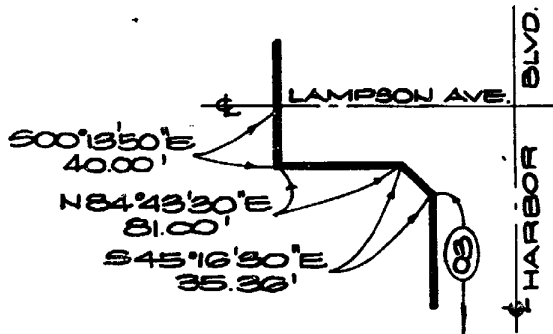 BLVD.
℄ LAMPSON AVE.
S00°13'50"E
40.00'
N84°43'30"E
81.00'
S45°16'30"E
35.36'
03
℄ HARBOR